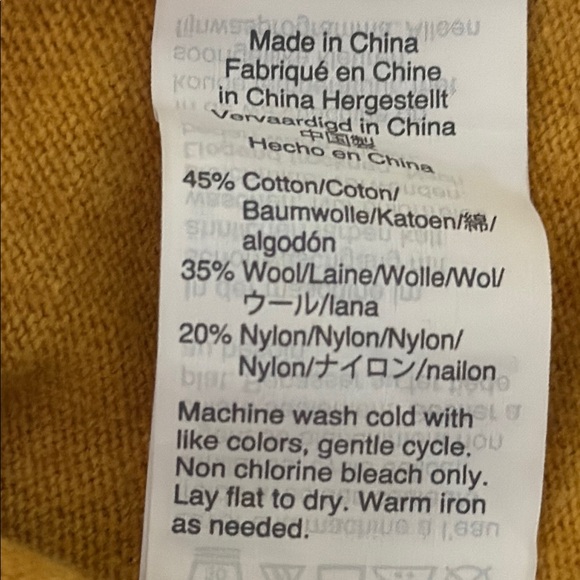 Made in China
Fabriqué en Chine
in China Hergestellt
Vervaardigd in China
中国製
Hecho en China
45% Cotton/Coton/
Baumwolle/Katoen/綿/
algodón
35% Wool/Laine/Wolle/Wol/
ウール/lana
20% Nylon/Nylon/Nylon/
Nylon/ナイロン/nailon
Machine wash cold with
like colors, gentle cycle.
Non chlorine bleach only.
Lay flat to dry. Warm iron
as needed.